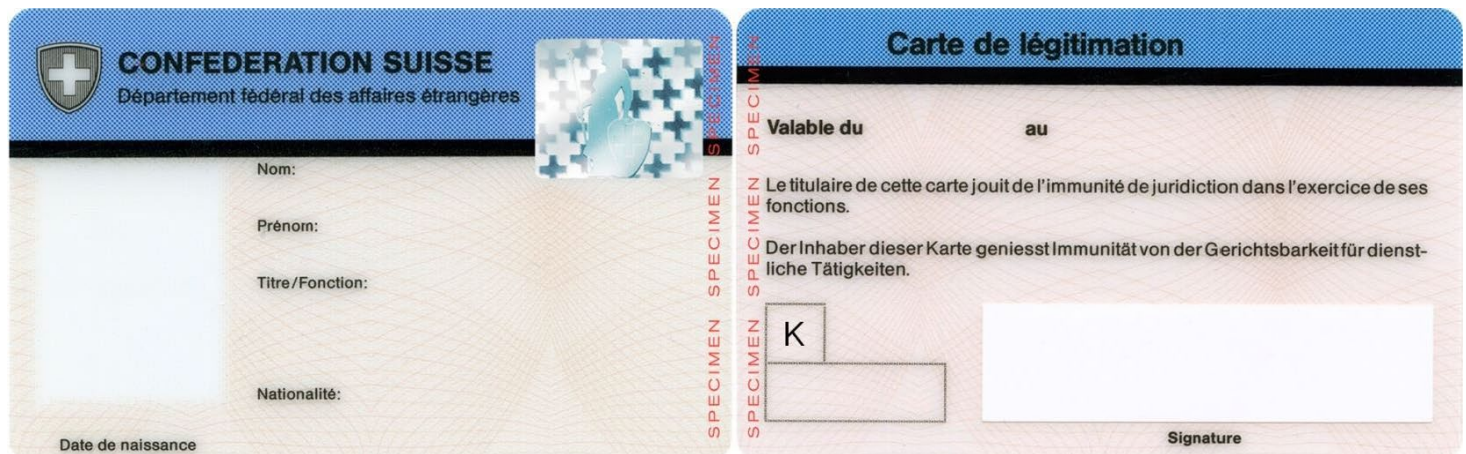 CONFEDERATION SUISSE
Département fédéral des affaires étrangères
Nom:
Prénom:
Titre/Fonction:
Nationalité:
Date de naissance
SPECIMEN SPECIMEN SPECIMEN
SPECIMEN SPECIMEN SPECIMEN
Carte de légitimation
Valable du au
Le titulaire de cette carte jouit de l'immunité de juridiction dans l'exercice de ses
fonctions.
Der Inhaber dieser Karte geniesst Immunität von der Gerichtsbarkeit für dienst-
liche Tätigkeiten.
K
Signature